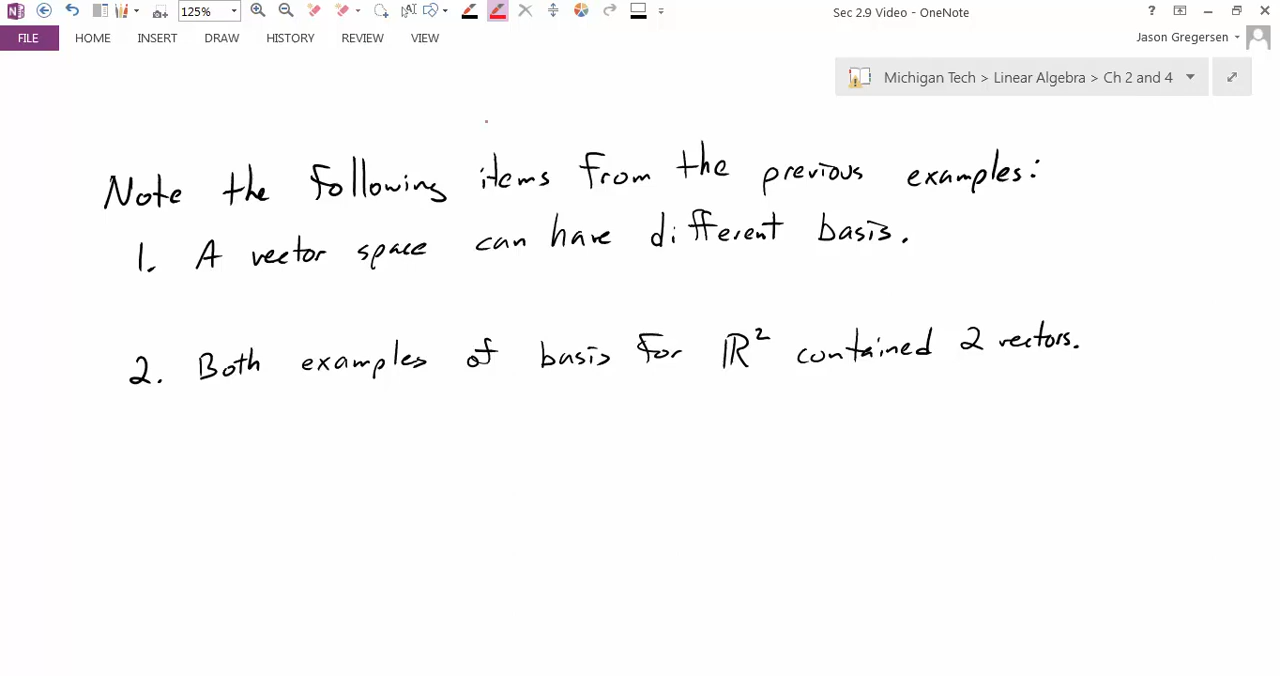 125%
Sec 2.9 Video - OneNote
?
FILE HOME INSERT DRAW HISTORY REVIEW VIEW
Jason Gregersen
Michigan Tech > Linear Algebra > Ch 2 and 4
Note the following items from the previous examples:
1. A vector space can have different basis.
2. Both examples of basis for ℝ² contained 2 vectors.